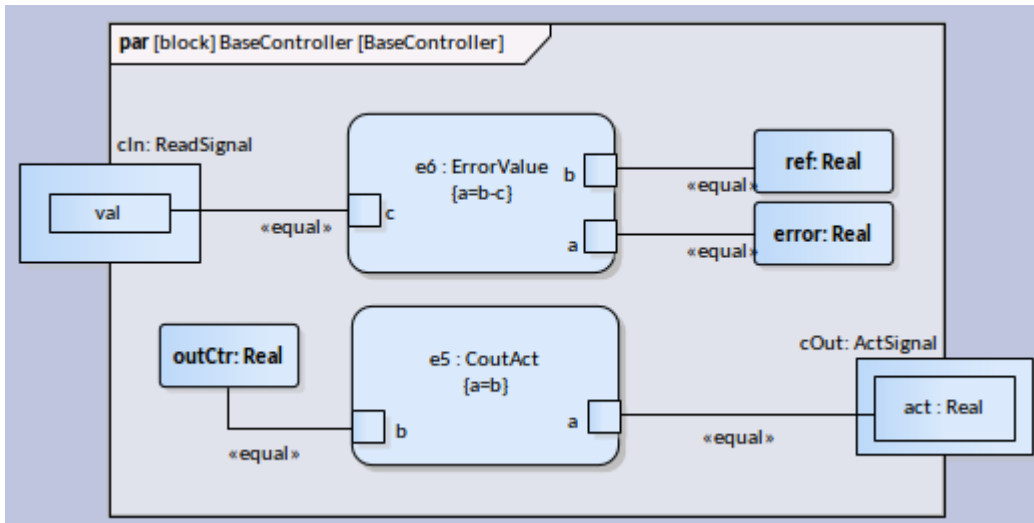 par [block] BaseController [BaseController]
cIn: ReadSignal
val
«equal»
c
e6 : ErrorValue
{a=b-c}
b
a
«equal»
ref: Real
«equal»
error: Real
outCtr: Real
«equal»
b
e5 : CoutAct
{a=b}
a
«equal»
cOut: ActSignal
act : Real